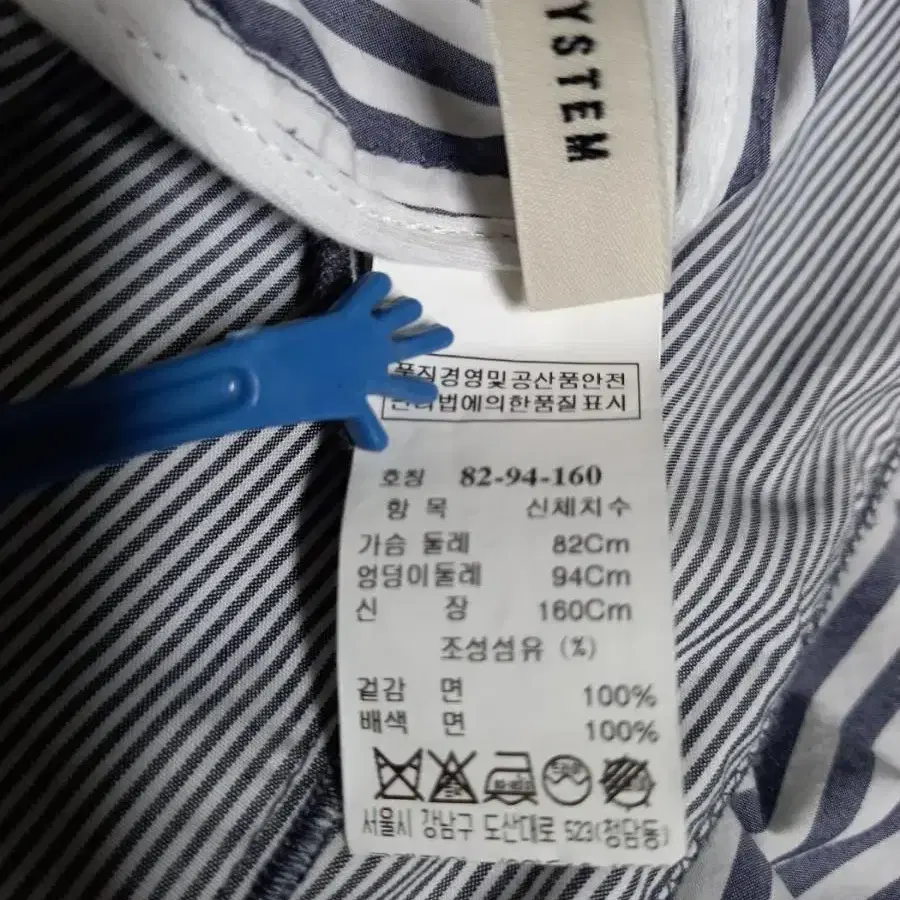 YSTEM
품질경영및공산품안전
관리법에의한품질표시
호칭 82-94-160
항 목 신체치수
가슴 둘레 82Cm
엉덩이둘레 94Cm
신 장 160Cm
조성섬유 (%)
겉감 면 100%
배색 면 100%
서울시 강남구 도산대로 523(청담동)